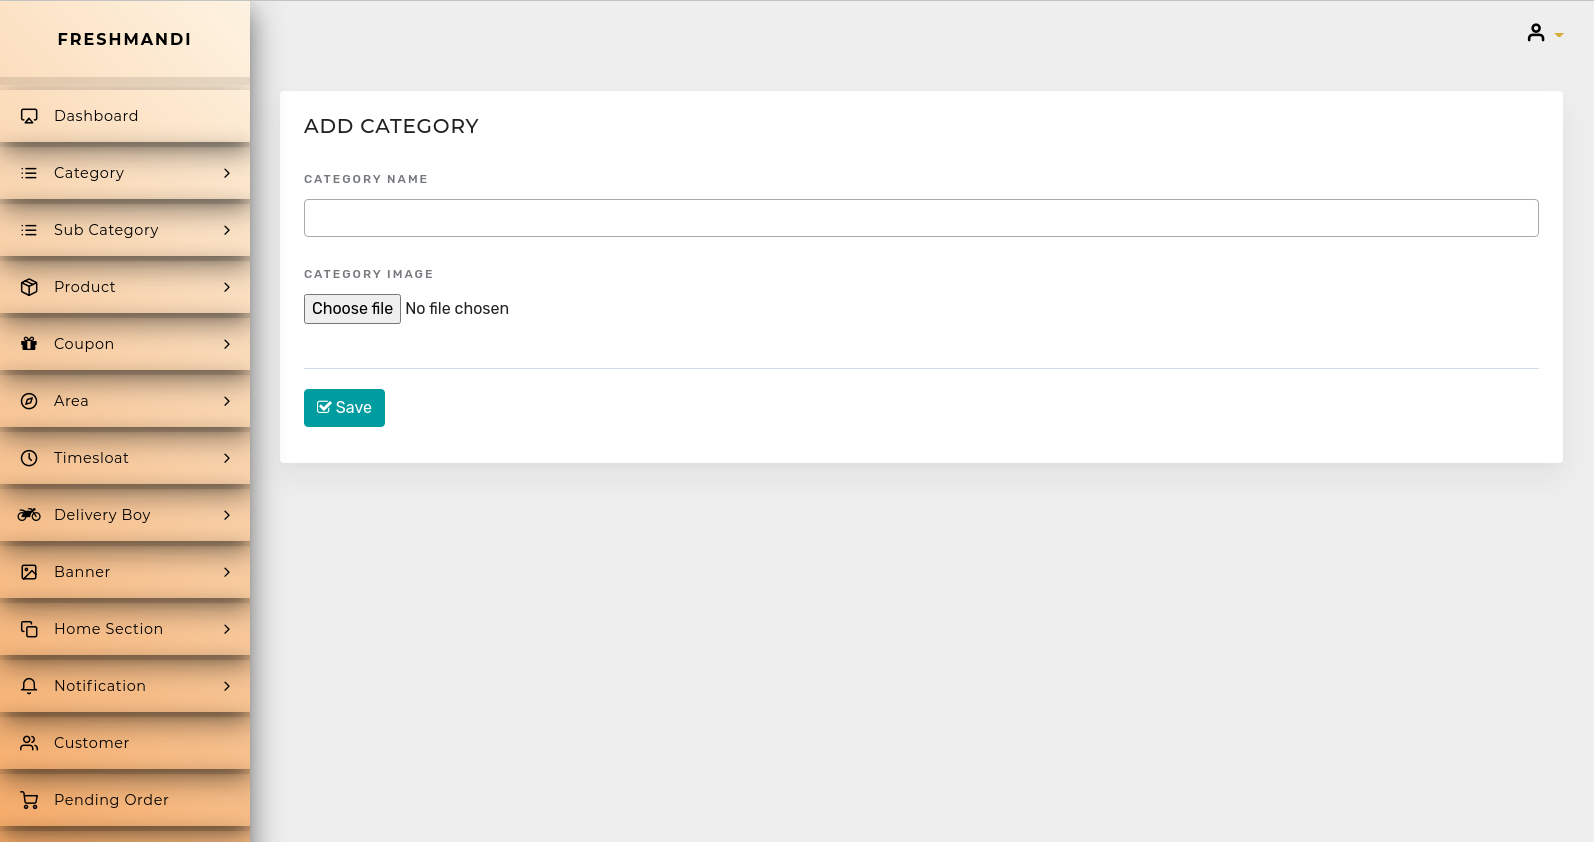 FRESHMANDI
Dashboard
Category
Sub Category
Product
Coupon
Area
Timesloat
Delivery Boy
Banner
Home Section
Notification
Customer
Pending Order
ADD CATEGORY
CATEGORY NAME
CATEGORY IMAGE
Choose file No file chosen
Save